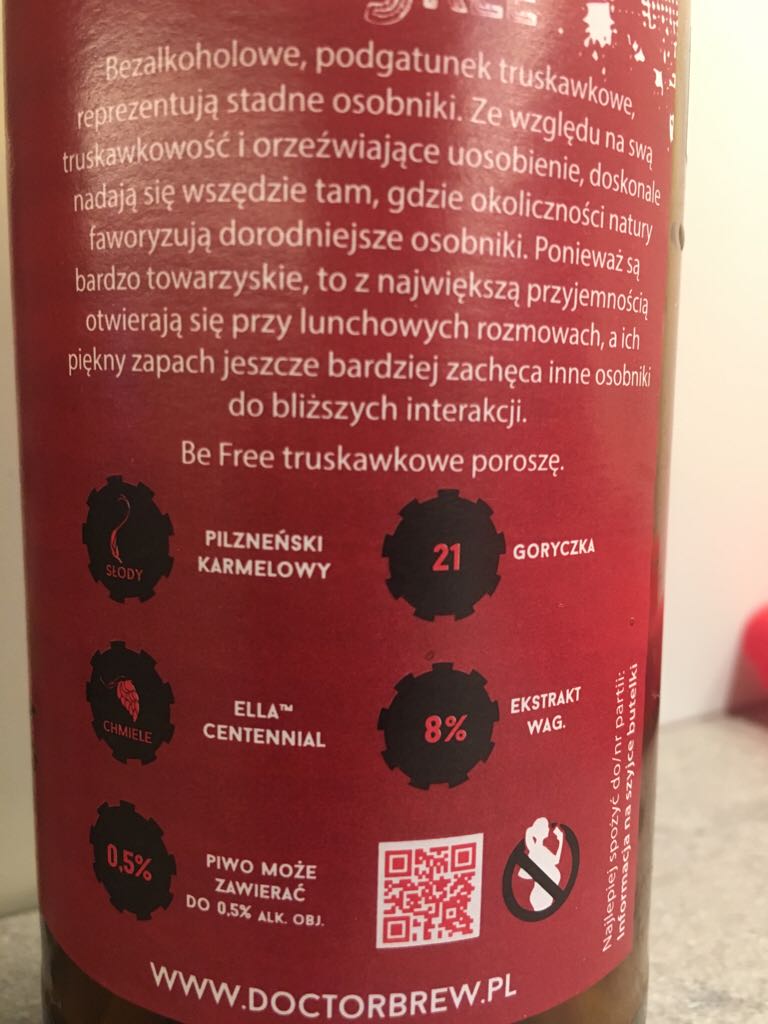 Bezalkoholowe, podgatunek truskawkowe,
reprezentują stadne osobniki. Ze względu na swą
truskawkowość i orzeźwiające uosobienie, doskonale
nadają się wszędzie tam, gdzie okoliczności natury
faworyzują dorodniejsze osobniki. Ponieważ są
bardzo towarzyskie, to z największą przyjemnością
otwierają się przy lunchowych rozmowach, a ich
piękny zapach jeszcze bardziej zachęca inne osobniki
do bliższych interakcji.
Be Free truskawkowe poroszę.
SŁODY
PILZNEŃSKI
KARMELOWY
21
GORYCZKA
CHMIELE
ELLA™
CENTENNIAL
8%
EKSTRAKT
WAG.
0,5%
PIWO MOŻE
ZAWIERAĆ
DO 0,5% ALK. OBJ.
Najlepiej spożyć do/nr partii:
informacja na szyjce butelki
WWW.DOCTORBREW.PL